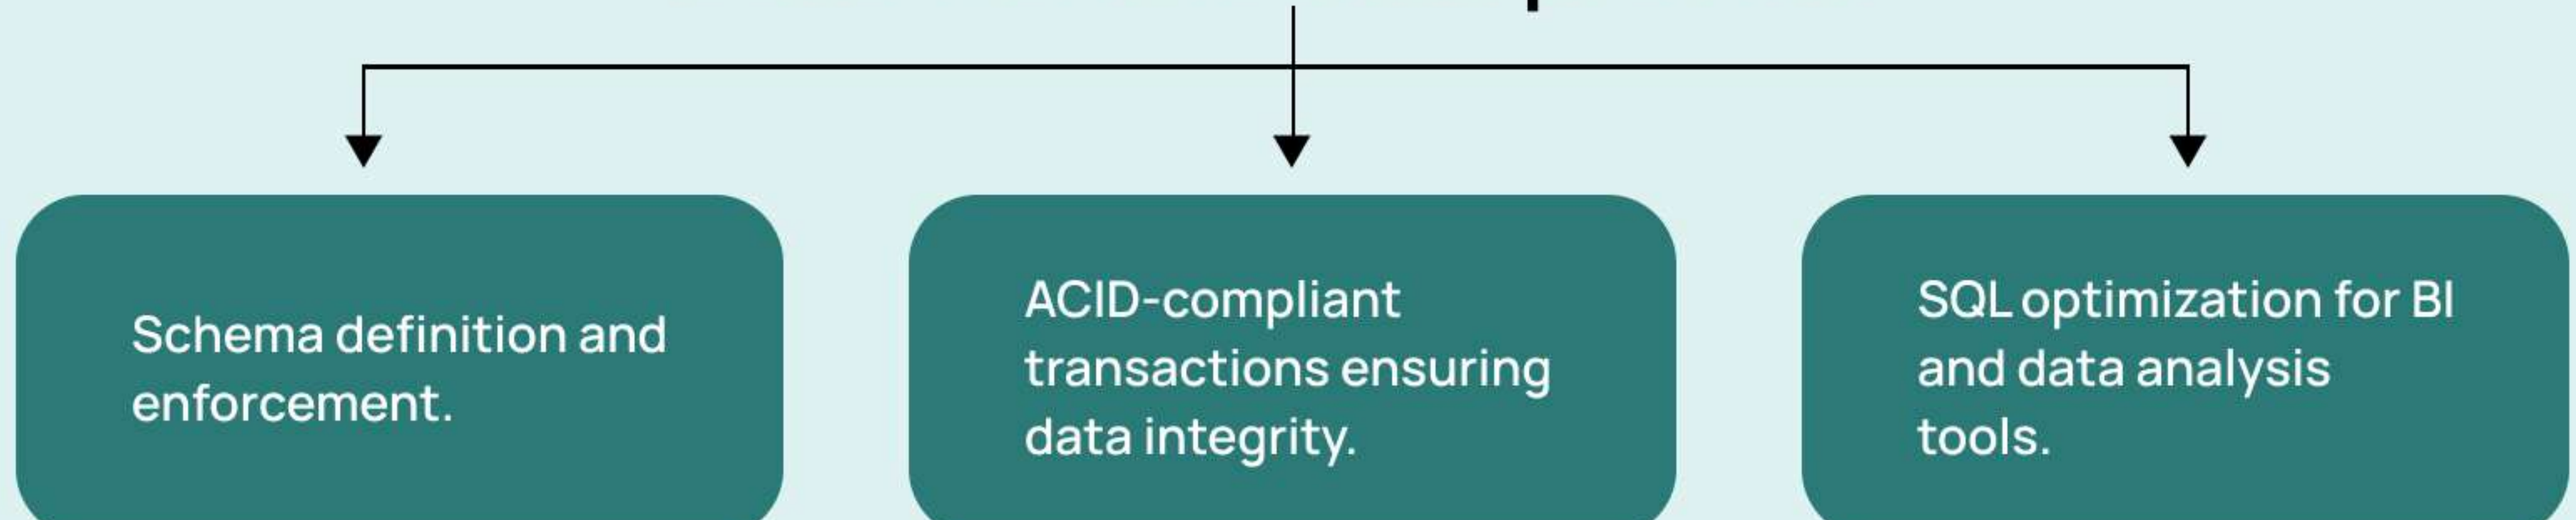 Schema definition and
enforcement.
ACID-compliant
transactions ensuring
data integrity.
SQL optimization for BI
and data analysis
tools.